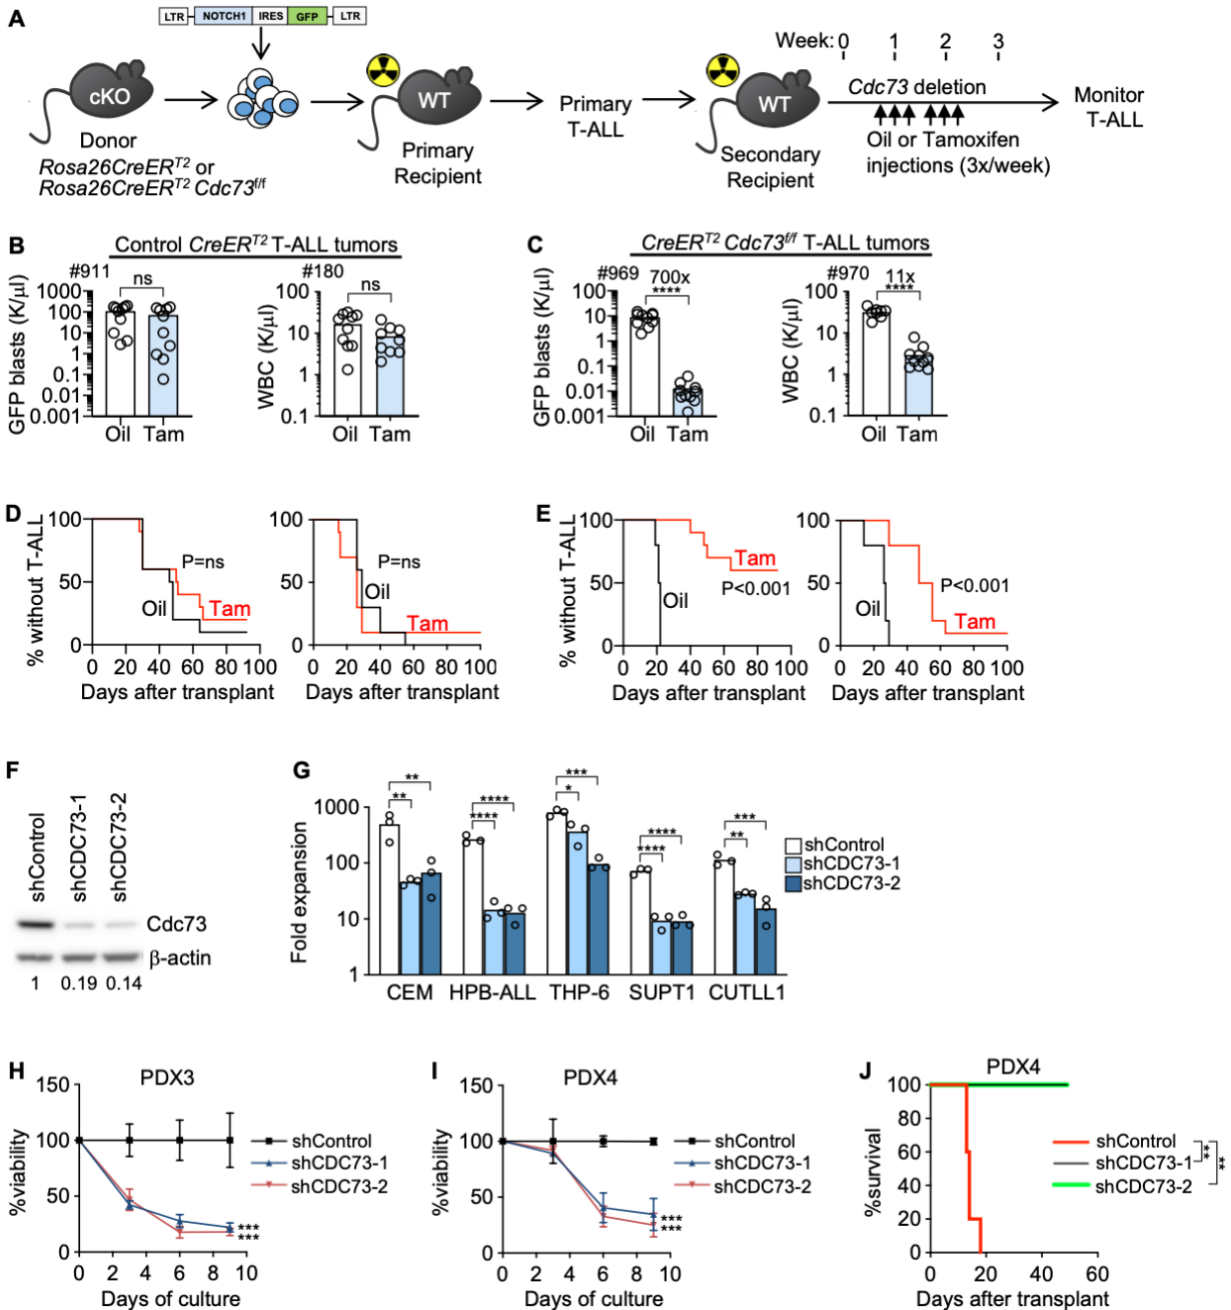 A
LTR NOTCH1 IRES GFP LTR
cKO
WT
WT
Donor
Rosa26CreERT2 or
Rosa26CreERT2 Cdc73f/f
Primary
Recipient
Primary
T-ALL
Secondary
Recipient
Week: 0 1 2 3
Cdc73 deletion
Oil or Tamoxifen
injections (3x/week)
Monitor
T-ALL
B
Control CreERT2 T-ALL tumors
#911
ns
GFP blasts (K/µl)
1000
100
10
1
0.1
0.01
0.001
Oil Tam
#180
ns
WBC (K/µl)
100
10
1
0.1
Oil Tam
C
CreERT2 Cdc73f/f T-ALL tumors
#969 700x
****
GFP blasts (K/µl)
100
10
1
0.1
0.01
0.001
Oil Tam
#970 11x
****
WBC (K/µl)
100
10
1
0.1
Oil Tam
D
% without T-ALL
100
50
0
P=ns
Oil
Tam
0 20 40 60 80 100
Days after transplant
100
50
0
P=ns
Oil
Tam
0 20 40 60 80 100
Days after transplant
E
% without T-ALL
100
50
0
Tam
P<0.001
Oil
0 20 40 60 80 100
Days after transplant
100
50
0
P<0.001
Oil
Tam
0 20 40 60 80 100
Days after transplant
F
shControl
shCDC73-1
shCDC73-2
Cdc73
β-actin
1 0.19 0.14
G
Fold expansion
1000
100
10
1
**
**
****
****
***
*
****
****
***
**
shControl
shCDC73-1
shCDC73-2
CEM HPB-ALL THP-6 SUPT1 CUTLL1
H
PDX3
%viability
150
100
50
0
shControl
shCDC73-1
shCDC73-2
***
***
0 2 4 6 8 10
Days of culture
I
PDX4
%viability
150
100
50
0
shControl
shCDC73-1
shCDC73-2
***
***
0 2 4 6 8 10
Days of culture
J
PDX4
%survival
100
80
60
40
20
0
shControl
shCDC73-1
shCDC73-2
**
**
0 20 40 60
Days after transplant